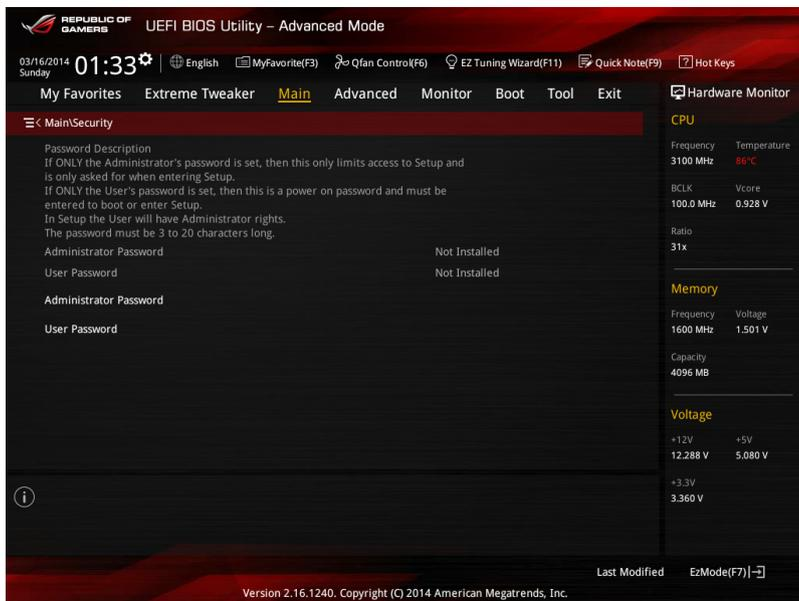 REPUBLIC OF
GAMERS
UEFI BIOS Utility – Advanced Mode
03/16/2014
Sunday
01:33
English
MyFavorite(F3)
Qfan Control(F6)
EZ Tuning Wizard(F11)
Quick Note(F9)
? Hot Keys
My Favorites
Extreme Tweaker
Main
Advanced
Monitor
Boot
Tool
Exit
Main\Security
Password Description
If ONLY the Administrator's password is set, then this only limits access to Setup and
is only asked for when entering Setup.
If ONLY the User's password is set, then this is a power on password and must be
entered to boot or enter Setup.
In Setup the User will have Administrator rights.
The password must be 3 to 20 characters long.
Administrator Password Not Installed
User Password Not Installed
Administrator Password
User Password
Hardware Monitor
CPU
Frequency Temperature
3100 MHz 86°C
BCLK Vcore
100.0 MHz 0.928 V
Ratio
31x
Memory
Frequency Voltage
1600 MHz 1.501 V
Capacity
4096 MB
Voltage
+12V +5V
12.288 V 5.080 V
+3.3V
3.360 V
i
Last Modified
EzMode(F7)
Version 2.16.1240. Copyright (C) 2014 American Megatrends, Inc.